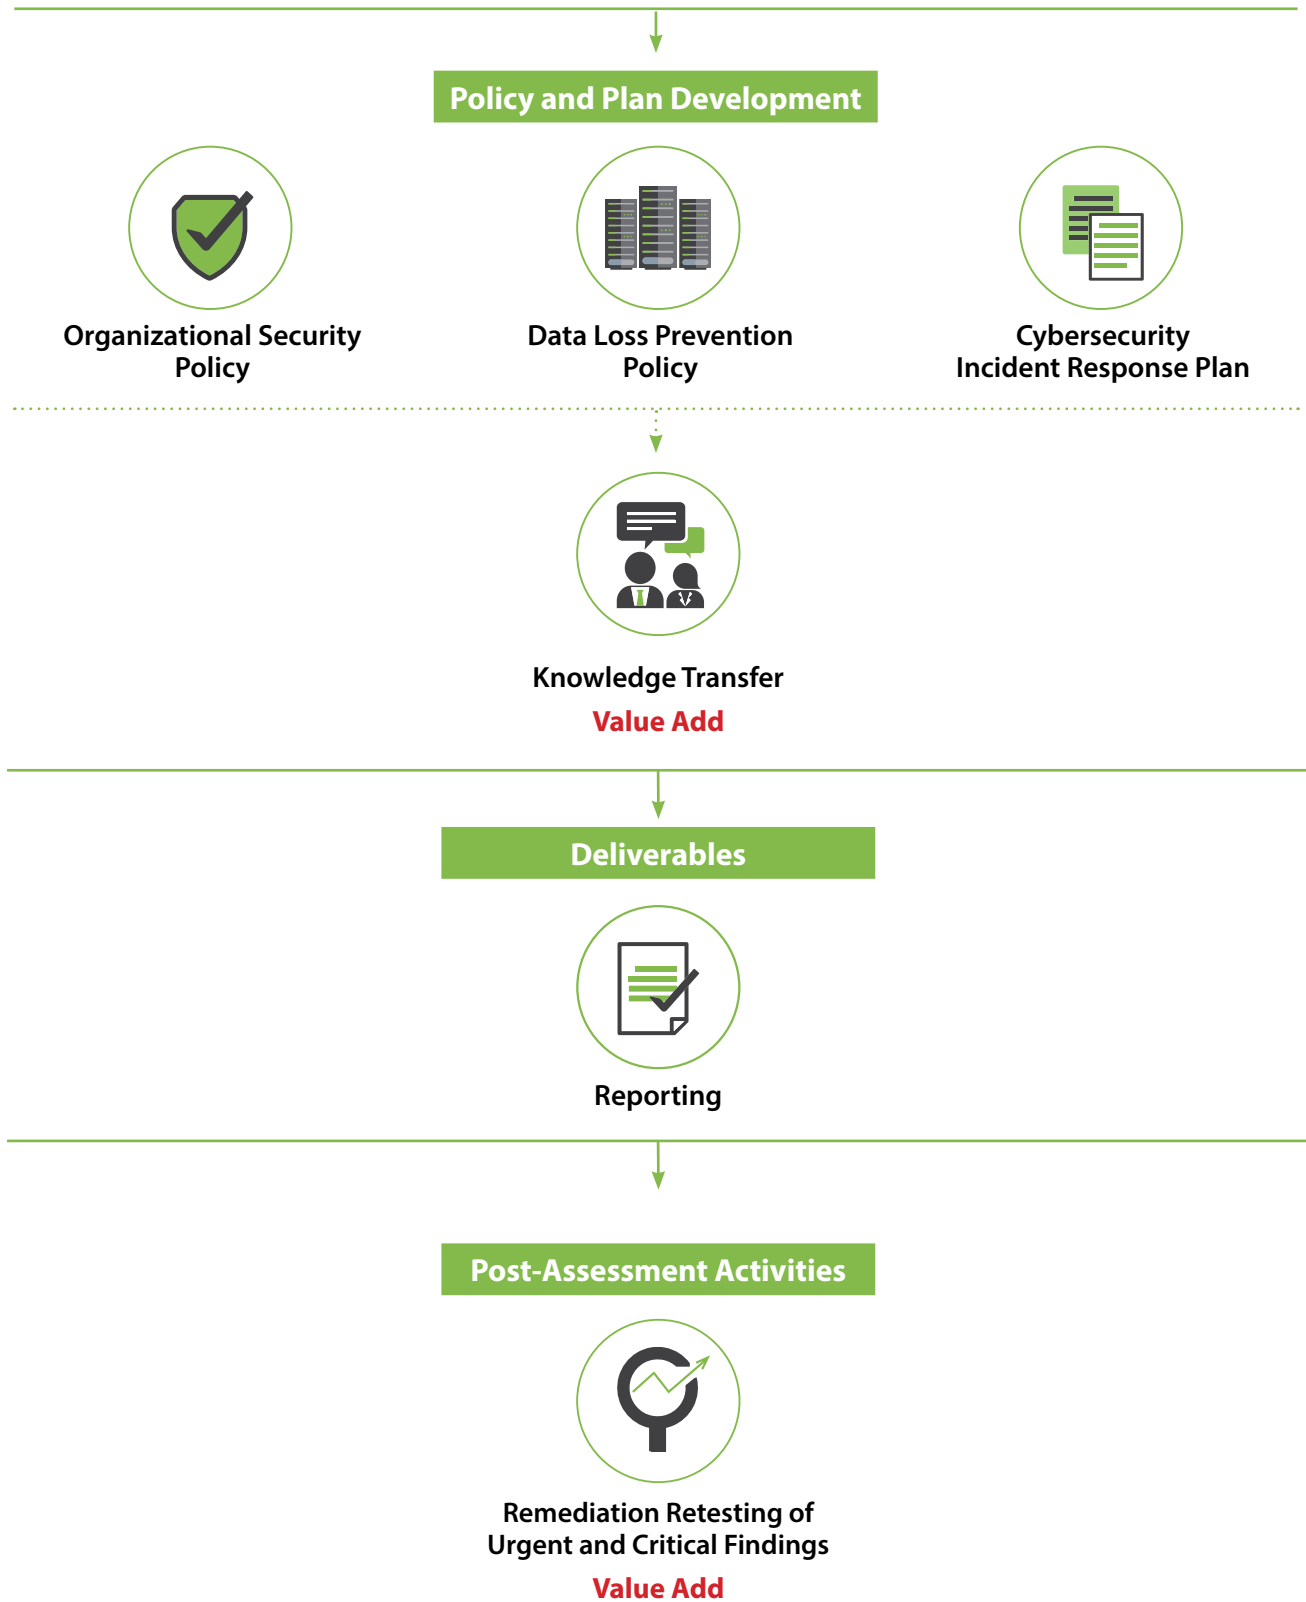 Policy and Plan Development
Organizational Security
Policy
Data Loss Prevention
Policy
Cybersecurity
Incident Response Plan
Knowledge Transfer
Value Add
Deliverables
Reporting
Post-Assessment Activities
Remediation Retesting of
Urgent and Critical Findings
Value Add